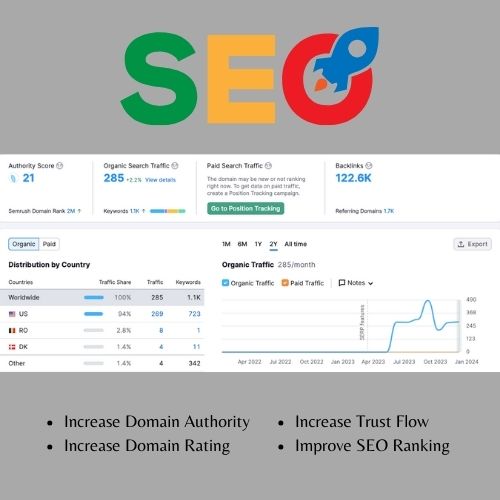 SEO
Authority Score
21
Semrush Domain Rank 2M ↑
Organic Search Traffic
285 +2.2% View details
Keywords 1.1K ↑
Paid Search Traffic
The domain may be new or not ranking
right now. To get data on paid traffic,
create a Position Tracking campaign.
Go to Position Tracking
Backlinks
122.6K
Referring Domains 1.7K
Organic Paid
Distribution by Country
Countries Traffic Share Traffic Keywords
Worldwide 100% 285 1.1K
US 94% 269 723
RO 2.8% 8 1
DK 1.4% 4 11
Other 1.4% 4 342
1M 6M 1Y 2Y All time
Export
Organic Traffic 285/month
Organic Traffic Paid Traffic Notes
SERP features
490
368
245
123
0
Apr 2022 Jul 2022 Oct 2022 Jan 2023 Apr 2023 Jul 2023 Oct 2023 Jan 2024
• Increase Domain Authority
• Increase Domain Rating
• Increase Trust Flow
• Improve SEO Ranking